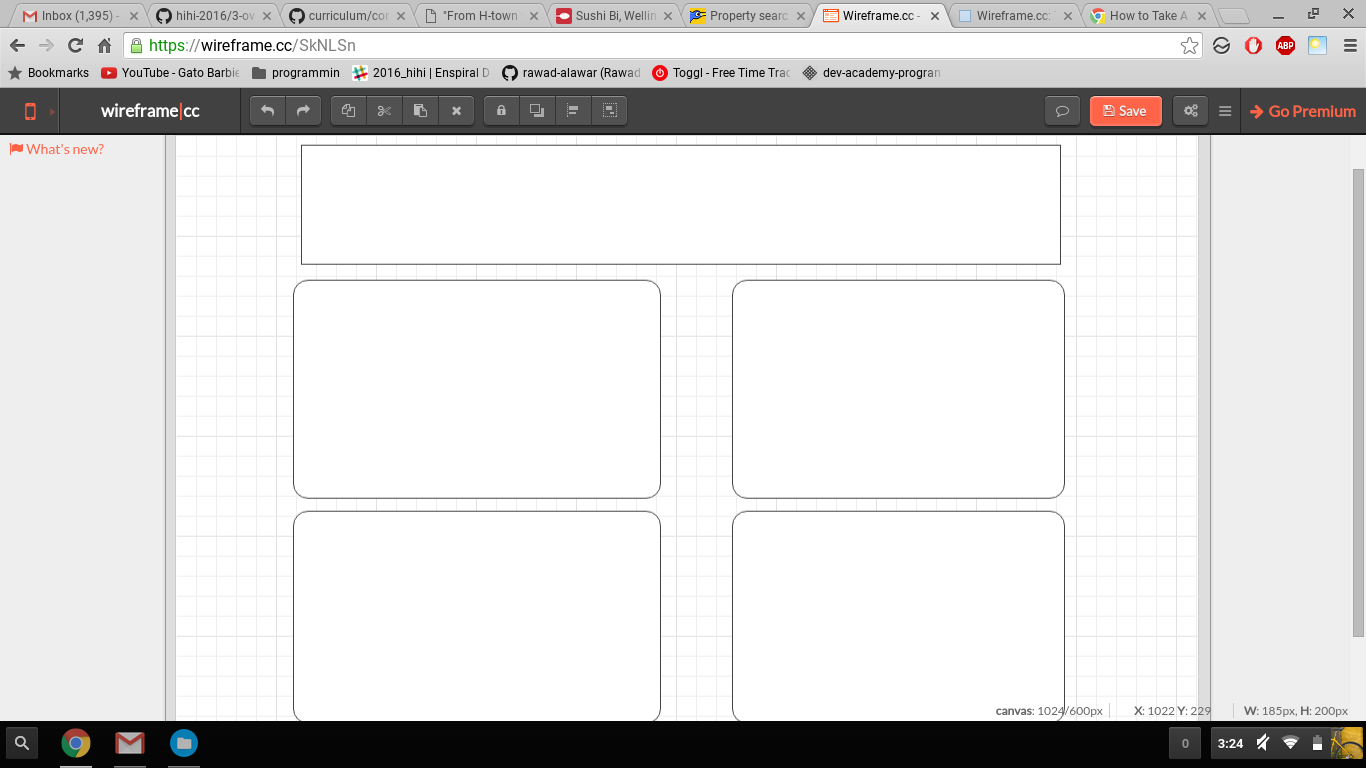 Inbox (1,395) - hihi-2016/3-ov curriculum/cor "From H-town Sushi Bi, Wellin Property searc Wireframe.cc - Wireframe.cc: How to Take A
https://wireframe.cc/SkNLSn
ABP
Bookmarks YouTube - Gato Barbie programmin 2016_hihi | Enspiral D rawad-alawar (Rawad Toggl - Free Time Trac dev-academy-progran
wireframe|cc Save Go Premium
What's new?
canvas: 1024/600px X: 1022 Y: 229 W: 185px, H: 200px
0 3:24